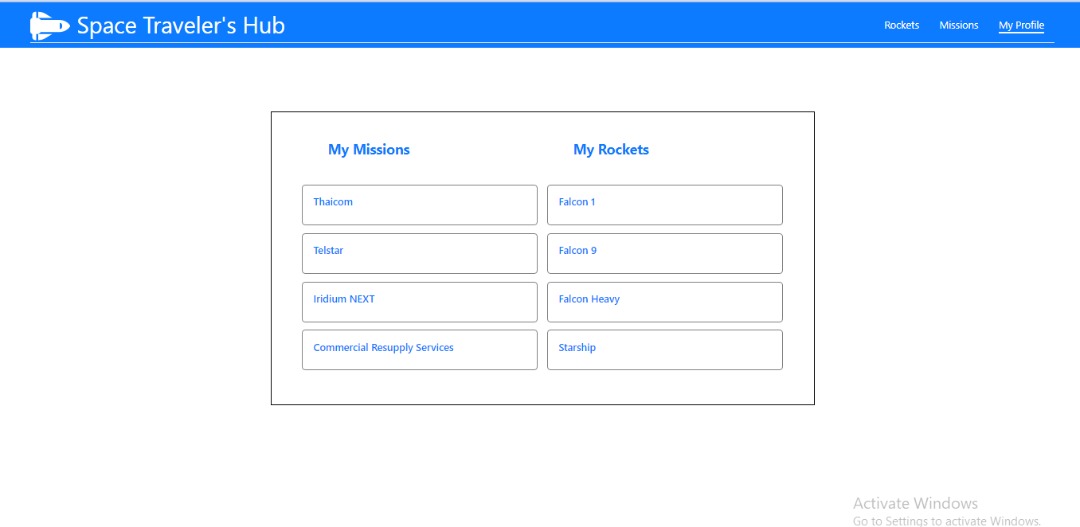 Space Traveler's Hub
Rockets Missions My Profile
My Missions
Thaicom
Telstar
Iridium NEXT
Commercial Resupply Services
My Rockets
Falcon 1
Falcon 9
Falcon Heavy
Starship
Activate Windows
Go to Settings to activate Windows.